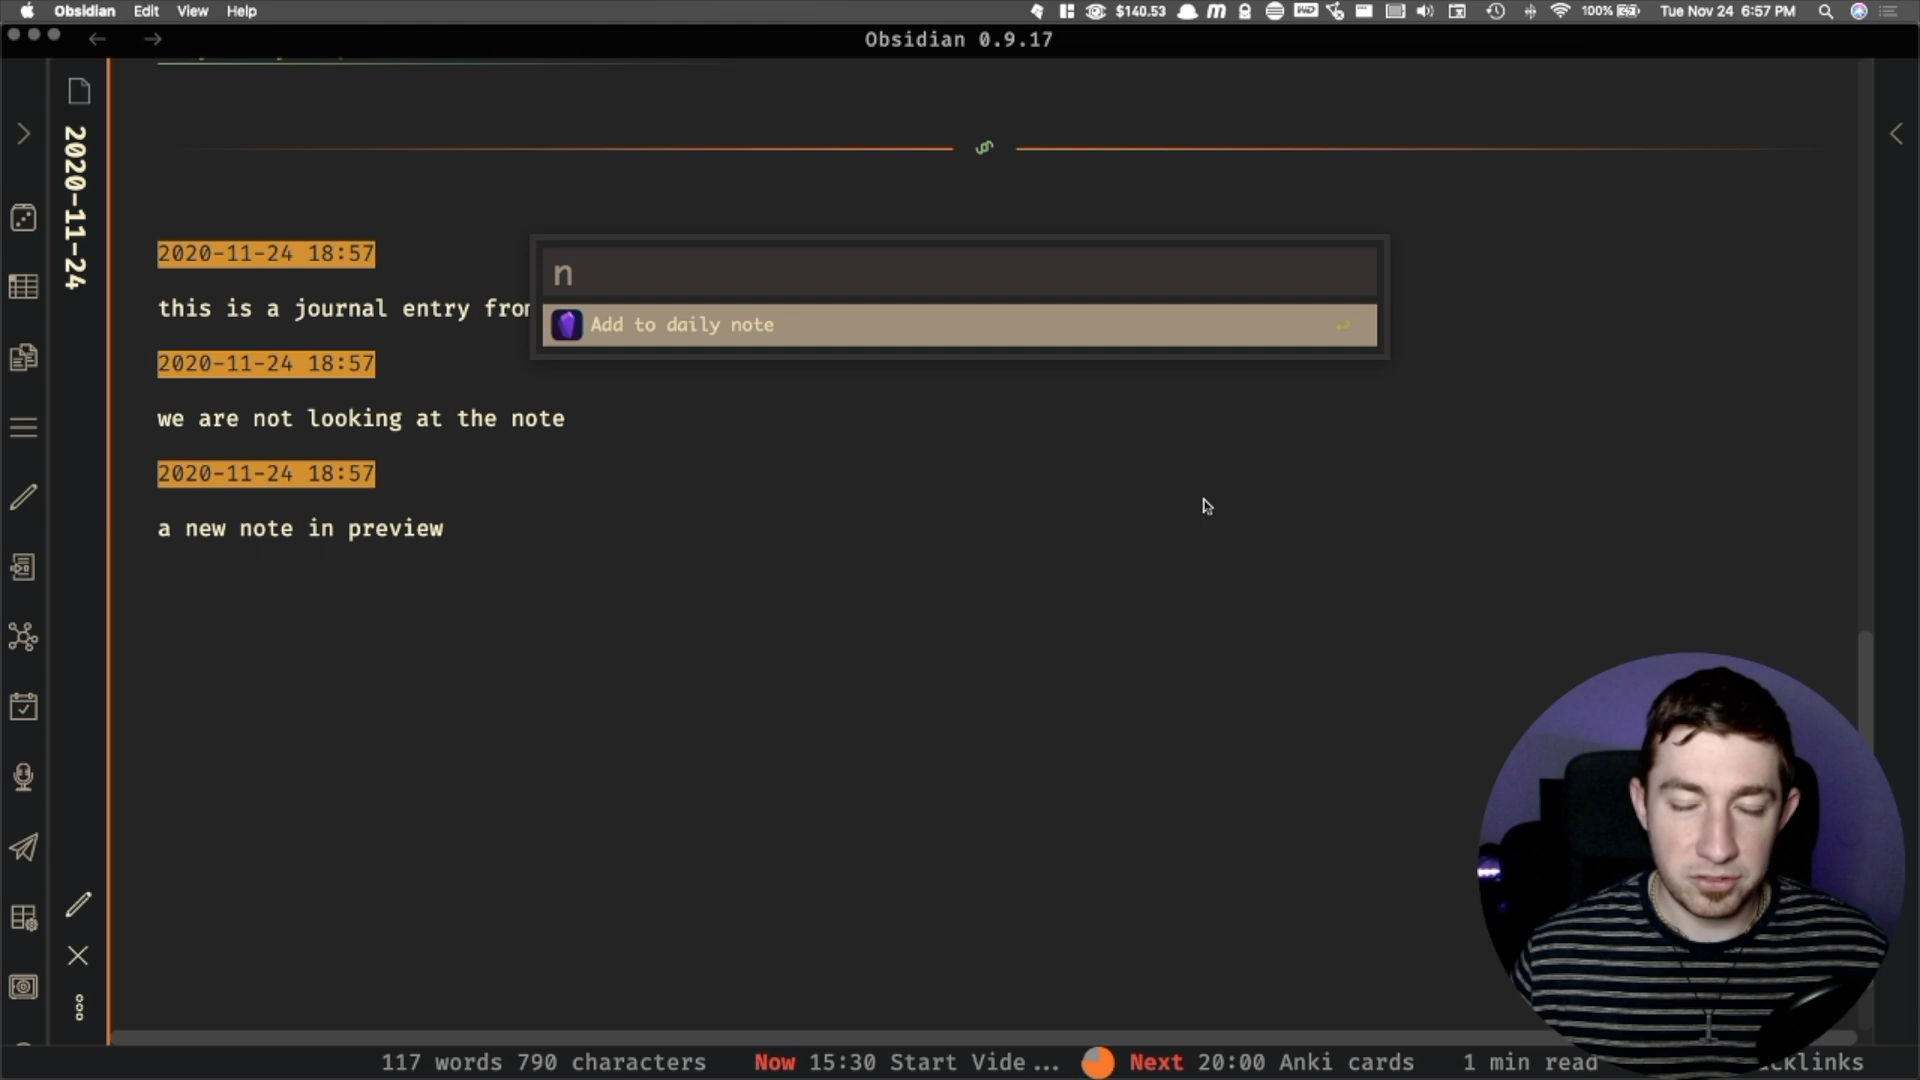 Obsidian Edit View Help
$140.53
100%
Tue Nov 24 6:57 PM
Obsidian 0.9.17
2020-11-24
2020-11-24 18:57
n
this is a journal entry from
Add to daily note
2020-11-24 18:57
we are not looking at the note
2020-11-24 18:57
a new note in preview
117 words 790 characters Now 15:30 Start Vide... Next 20:00 Anki cards 1 min read cklinks